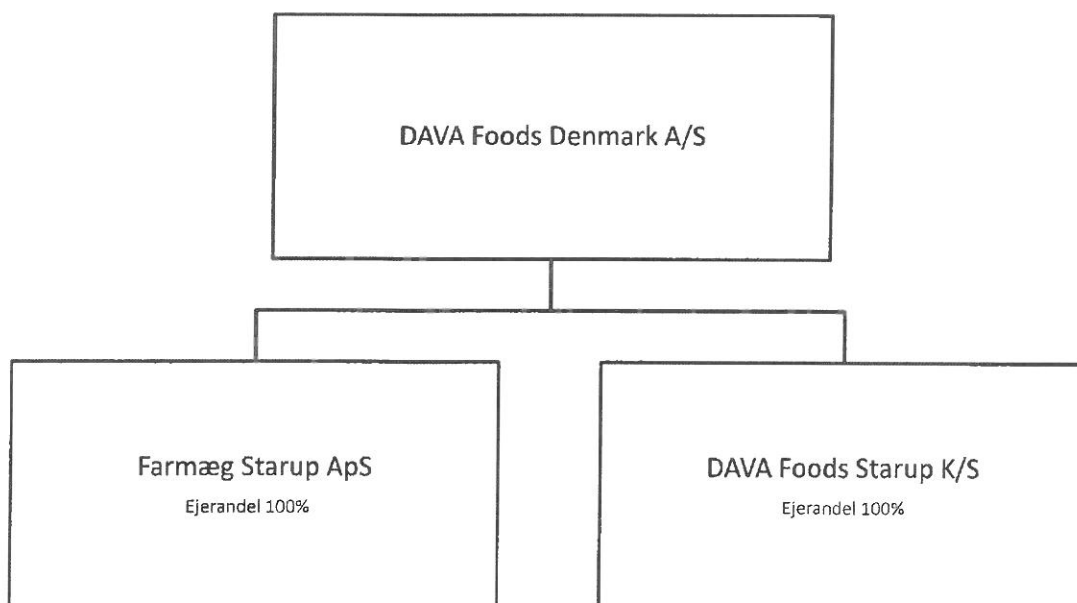 DAVA Foods Denmark A/S
Farmæg Starup ApS
Ejerandel 100%
DAVA Foods Starup K/S
Ejerandel 100%